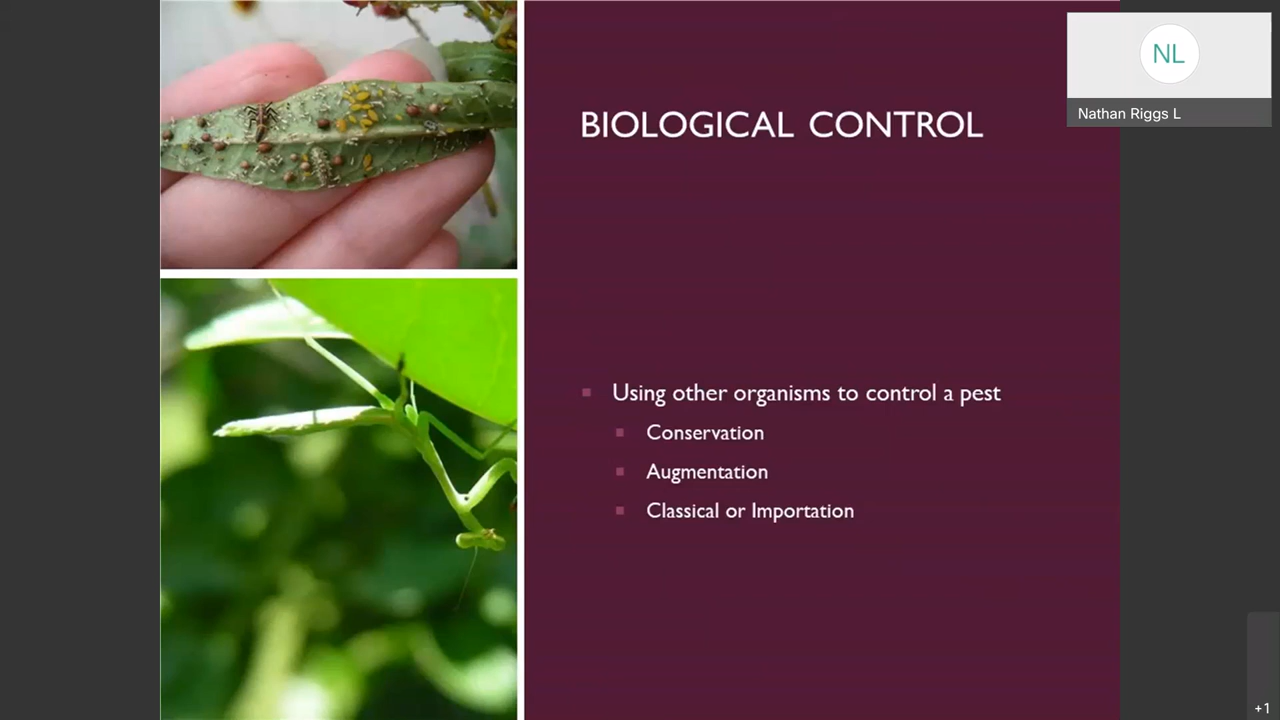 BIOLOGICAL CONTROL
Using other organisms to control a pest
Conservation
Augmentation
Classical or Importation
NL
Nathan Riggs L
+1